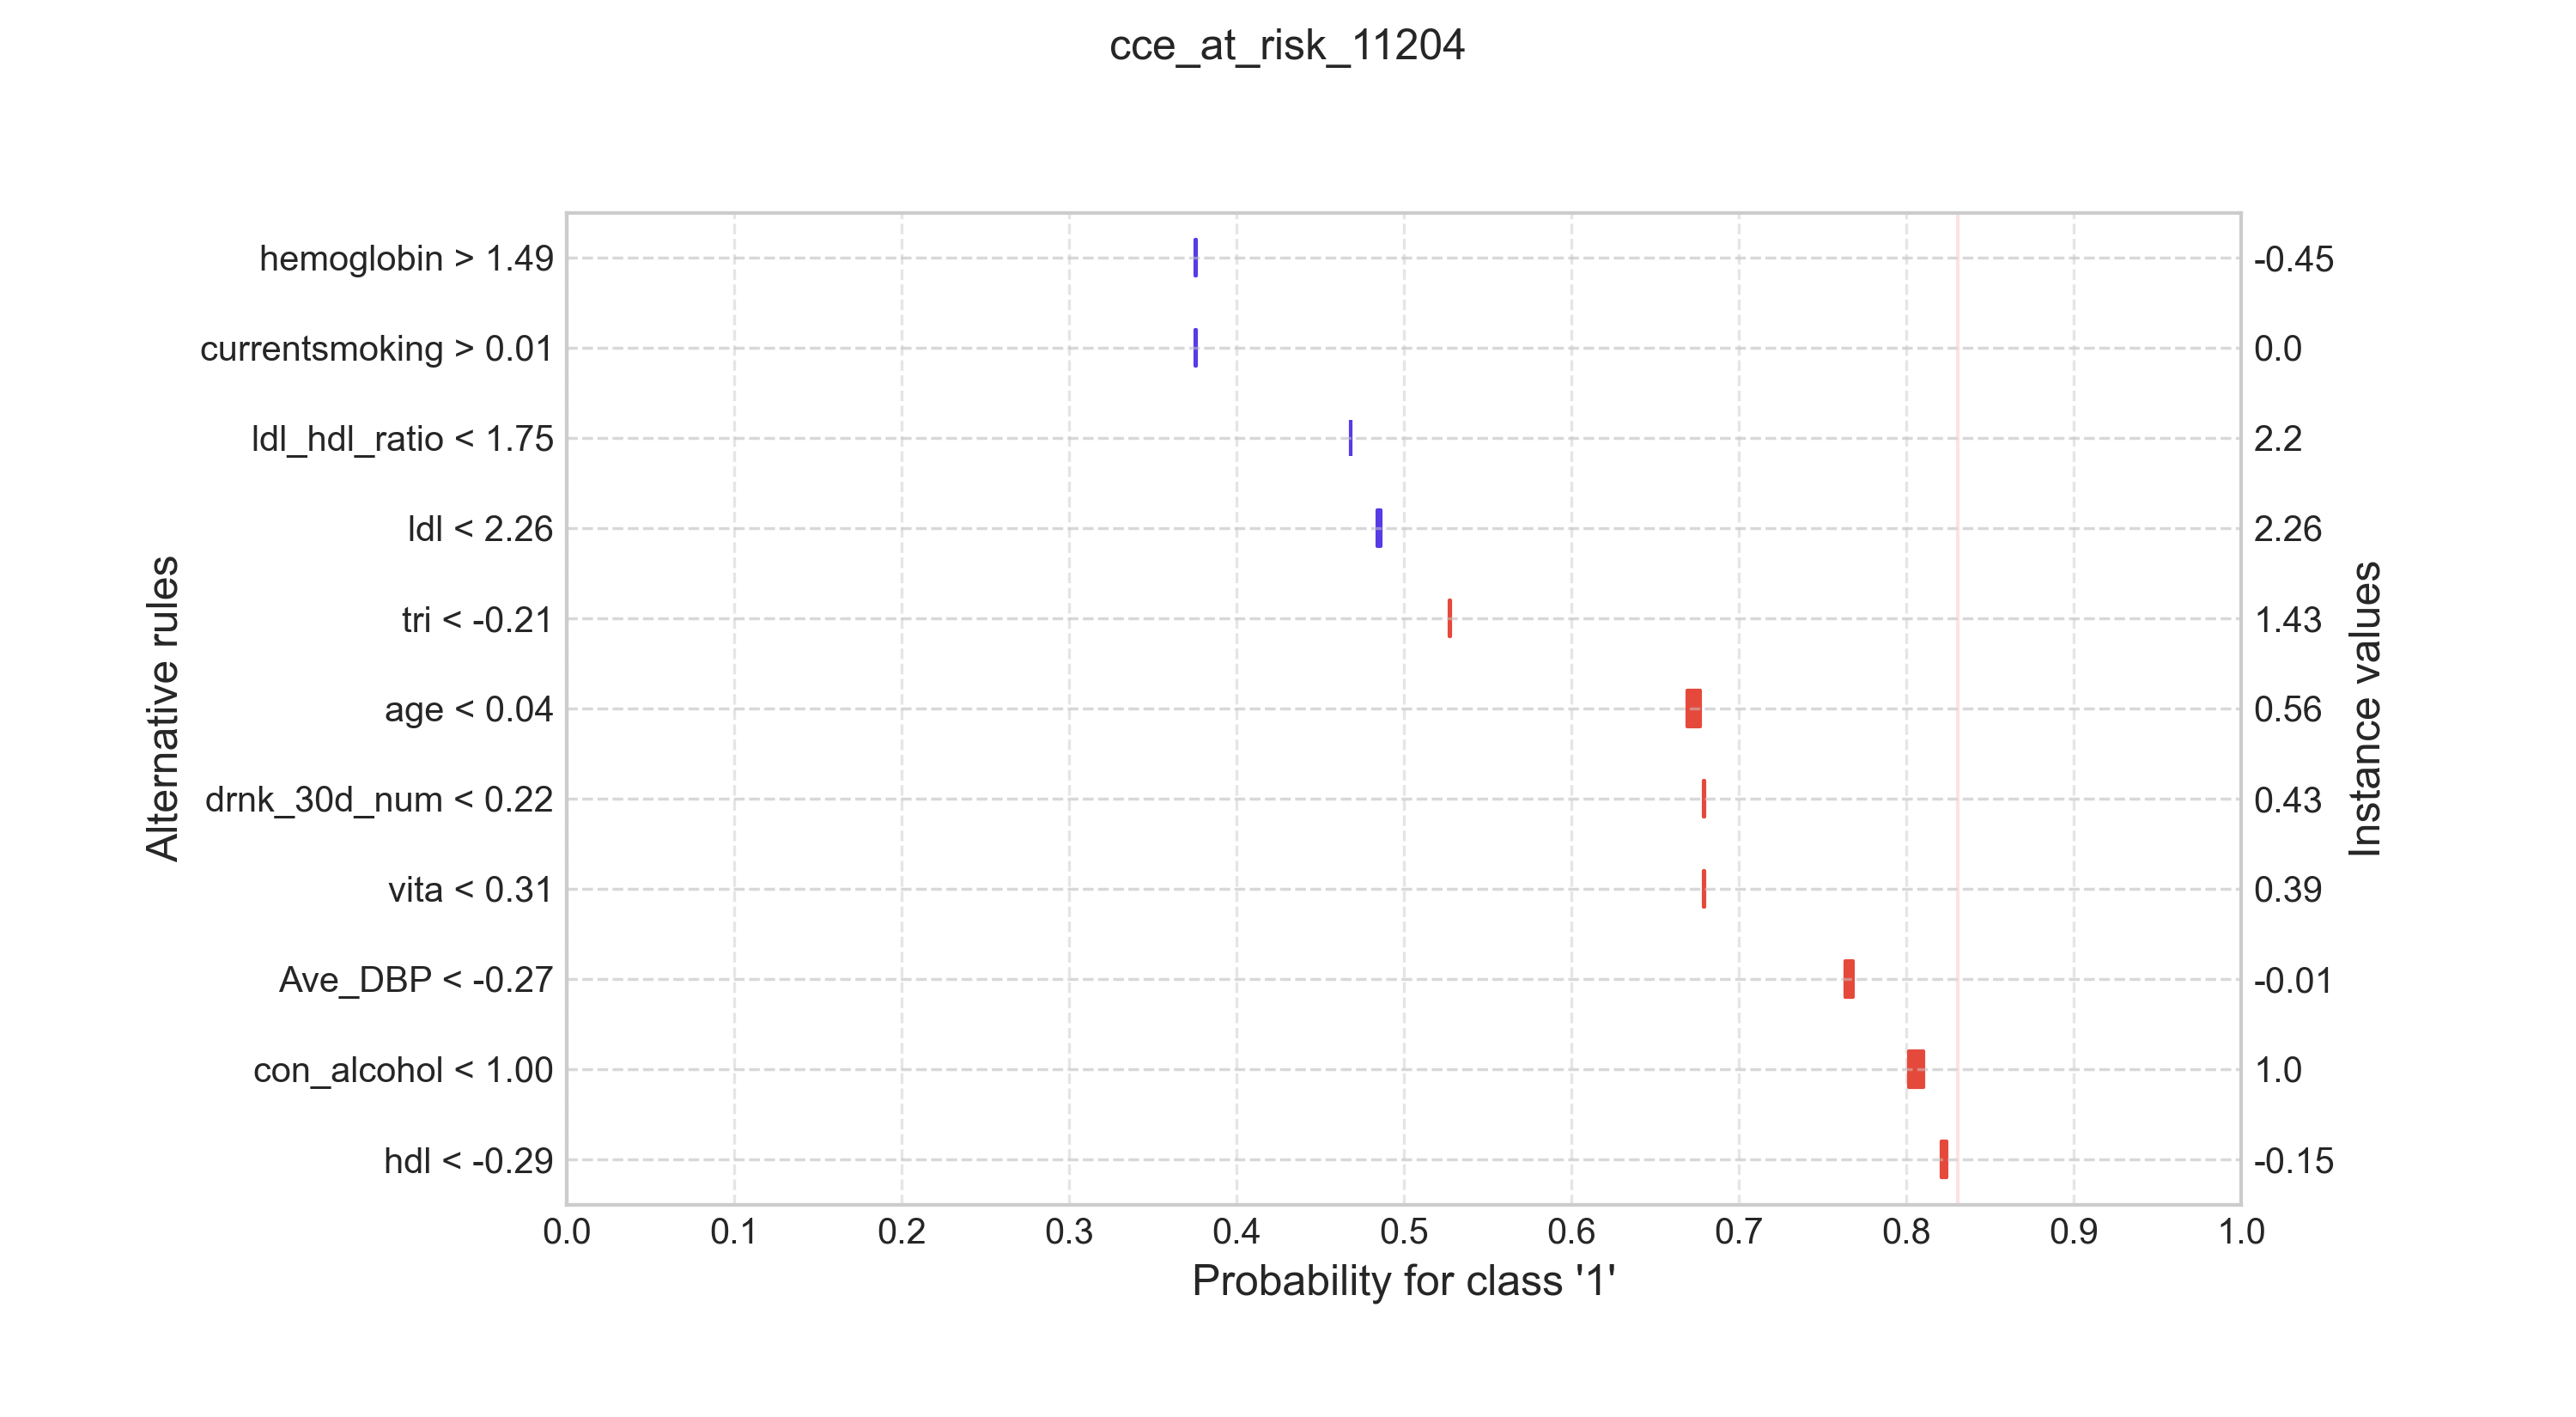 cce_at_risk_11204
hemoglobin > 1.49
-0.45
currentsmoking > 0.01
0.0
ldl_hdl_ratio < 1.75
2.2
ldl < 2.26
2.26
tri < -0.21
1.43
age < 0.04
0.56
drnk_30d_num < 0.22
0.43
vita < 0.31
0.39
Ave_DBP < -0.27
-0.01
con_alcohol < 1.00
1.0
hdl < -0.29
-0.15
Alternative rules
Instance values
0.0 0.1 0.2 0.3 0.4 0.5 0.6 0.7 0.8 0.9 1.0
Probability for class '1'